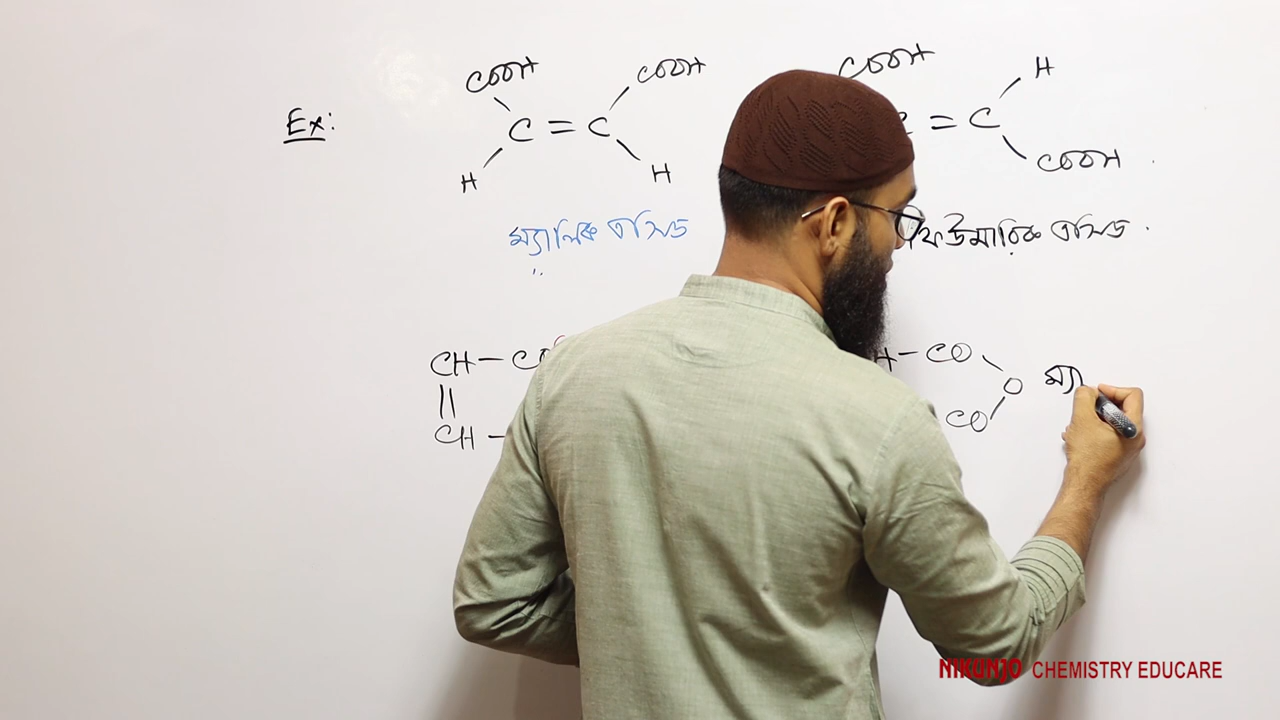 COOH COOH COOH H
Ex: C = C C = C
H H COOH
ম্যালিক এসিড ফিউমারিক এসিড
CH — CO H — CO O ম্যা
||
CH — CO
NIKUNJO CHEMISTRY EDUCARE